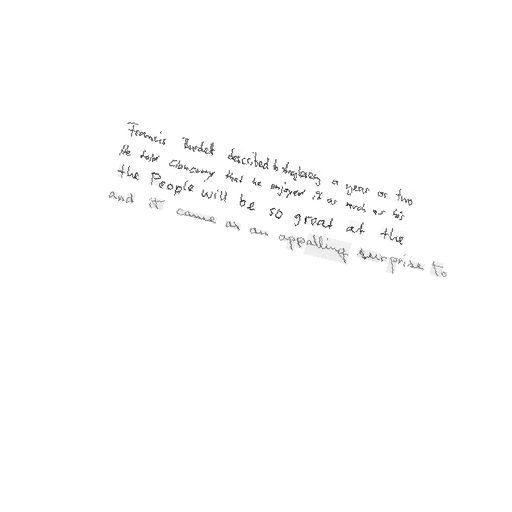 Francis Burdett described to Strogloway a year or two
He told Clancarty that he enjoyed it as much as his
the People will be so great at the
and it came as an appalling surprise to